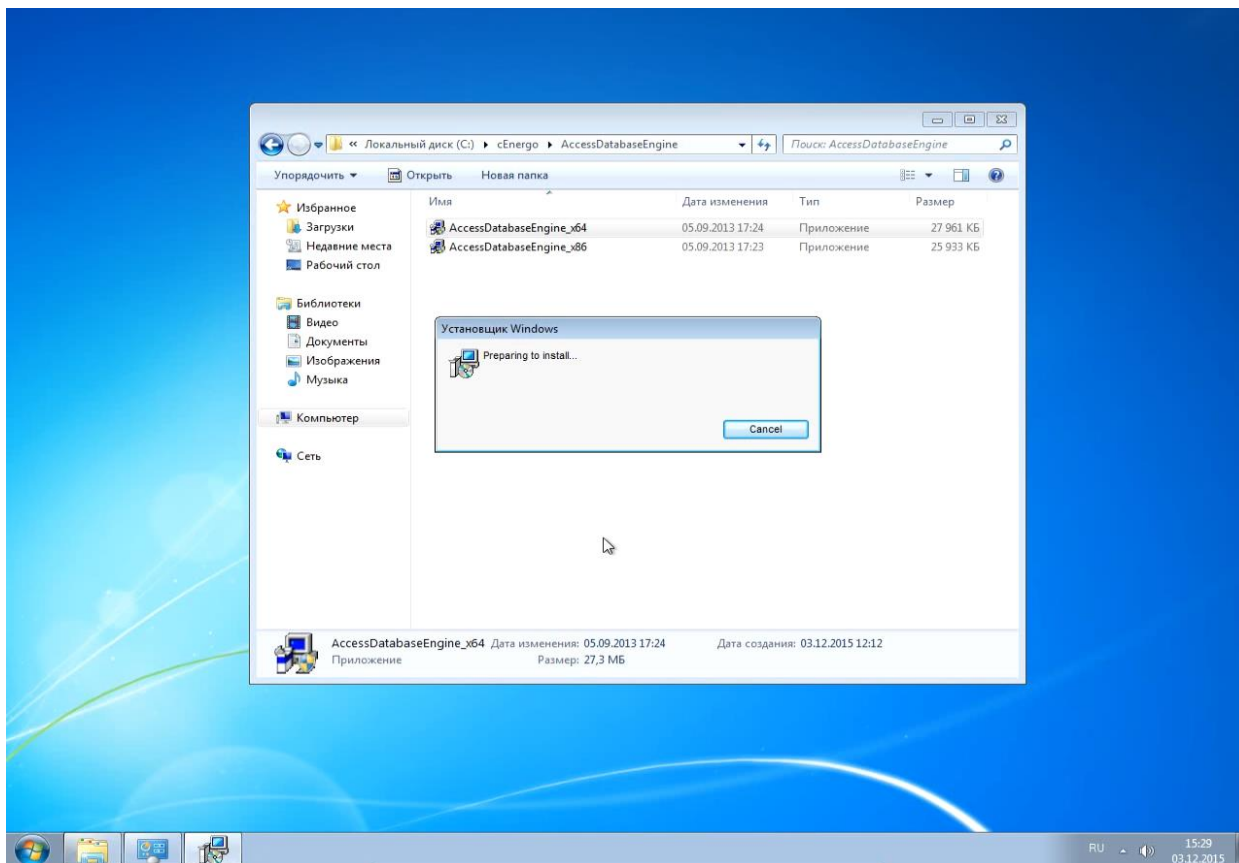 « Локальный диск (C:) ▸ cEnergo ▸ AccessDatabaseEngine
Поиск: AccessDatabaseEngine
Упорядочить
Открыть
Новая папка
Избранное
Загрузки
Недавние места
Рабочий стол
Библиотеки
Видео
Документы
Изображения
Музыка
Компьютер
Сеть
Имя Дата изменения Тип Размер
AccessDatabaseEngine_x64 05.09.2013 17:24 Приложение 27 961 КБ
AccessDatabaseEngine_x86 05.09.2013 17:23 Приложение 25 933 КБ
Установщик Windows
Preparing to install...
Cancel
AccessDatabaseEngine_x64 Дата изменения: 05.09.2013 17:24 Дата создания: 03.12.2015 12:12
Приложение Размер: 27,3 МБ
RU
15:29
03.12.2015